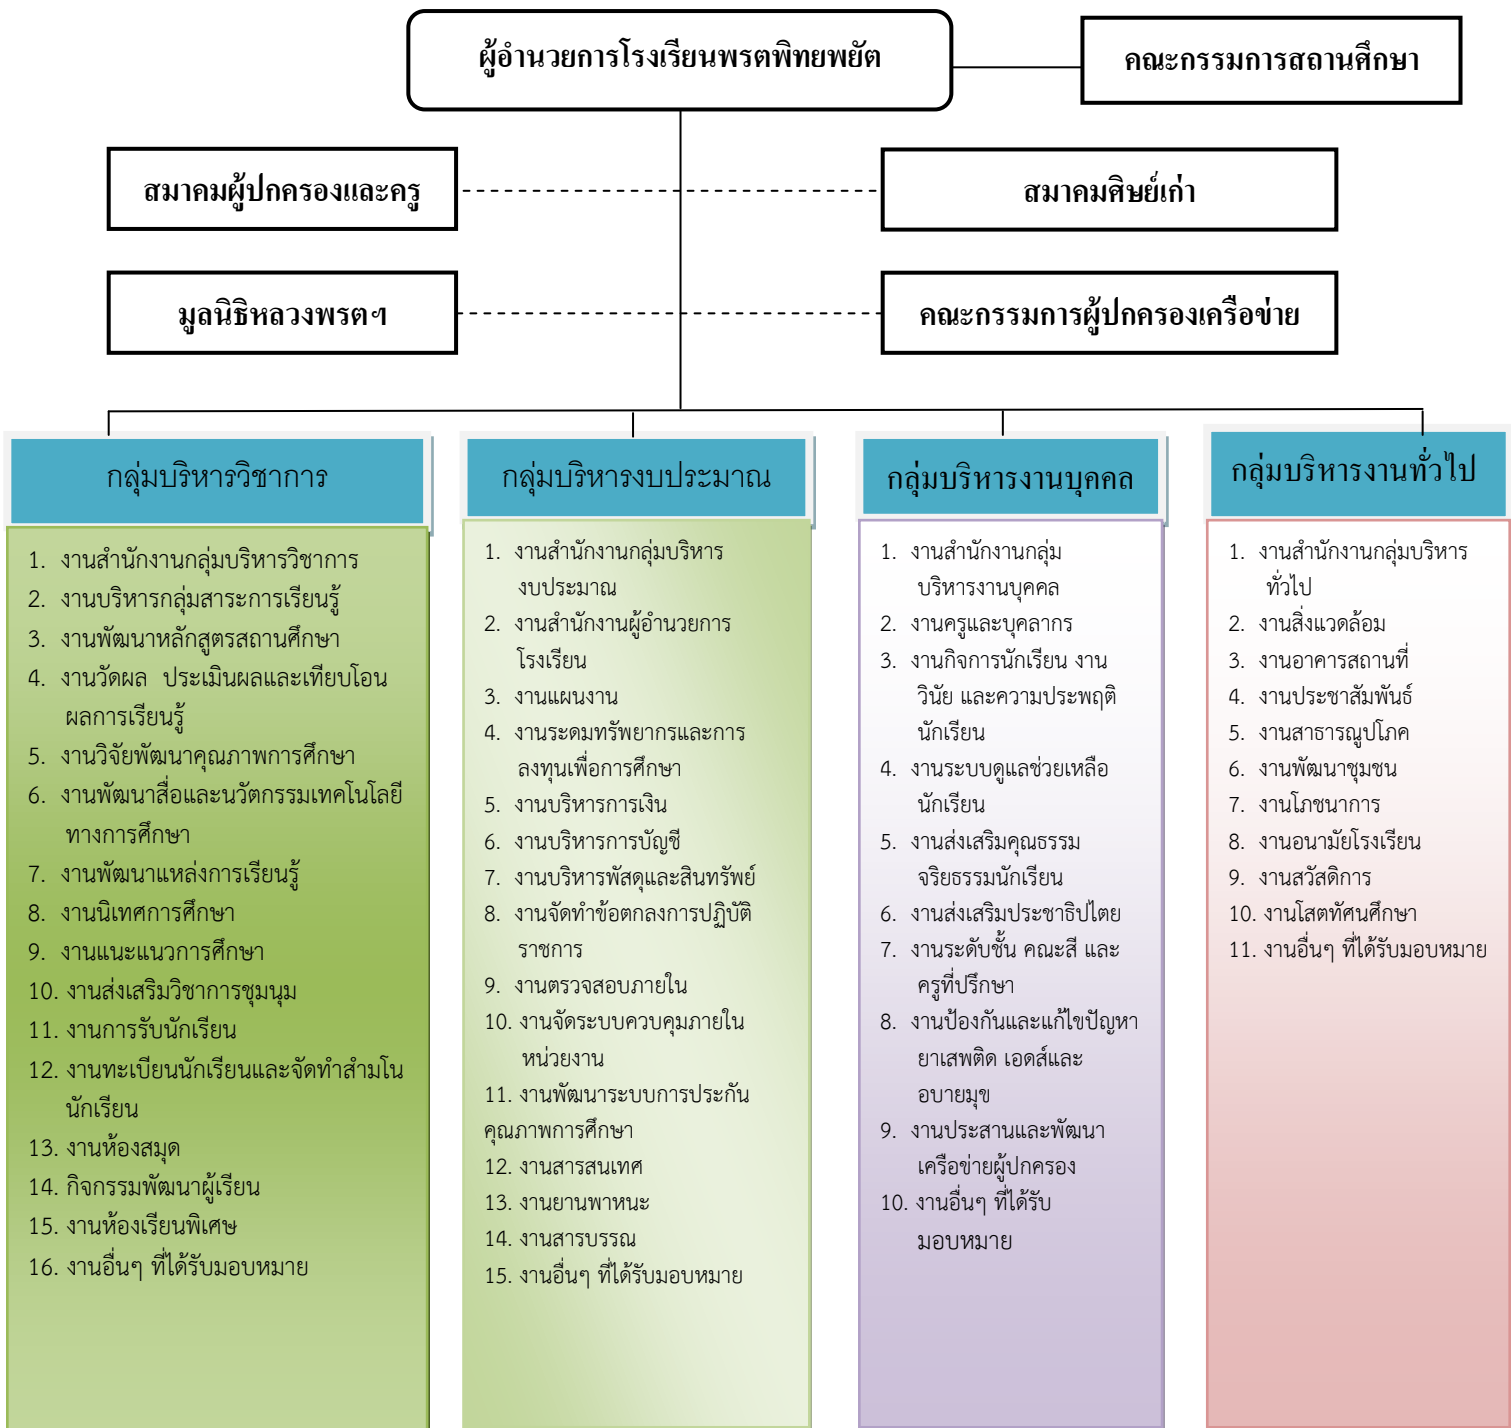 ผู้อำนวยการโรงเรียนพรตพิทยพยัต
คณะกรรมการสถานศึกษา
สมาคมผู้ปกครองและครู
สมาคมศิษย์เก่า
มูลนิธิหลวงพรตฯ
คณะกรรมการผู้ปกครองเครือข่าย
กลุ่มบริหารวิชาการ
1. งานสำนักงานกลุ่มบริหารวิชาการ
2. งานบริหารกลุ่มสาระการเรียนรู้
3. งานพัฒนาหลักสูตรสถานศึกษา
4. งานวัดผล ประเมินผลและเทียบโอน
ผลการเรียนรู้
5. งานวิจัยพัฒนาคุณภาพการศึกษา
6. งานพัฒนาสื่อและนวัตกรรมเทคโนโลยี
ทางการศึกษา
7. งานพัฒนาแหล่งการเรียนรู้
8. งานนิเทศการศึกษา
9. งานแนะแนวการศึกษา
10. งานส่งเสริมวิชาการชุมนุม
11. งานการรับนักเรียน
12. งานทะเบียนนักเรียนและจัดทำสำมโน
นักเรียน
13. งานห้องสมุด
14. กิจกรรมพัฒนาผู้เรียน
15. งานห้องเรียนพิเศษ
16. งานอื่นๆ ที่ได้รับมอบหมาย
กลุ่มบริหารงบประมาณ
1. งานสำนักงานกลุ่มบริหาร
งบประมาณ
2. งานสำนักงานผู้อำนวยการ
โรงเรียน
3. งานแผนงาน
4. งานระดมทรัพยากรและการ
ลงทุนเพื่อการศึกษา
5. งานบริหารการเงิน
6. งานบริหารการบัญชี
7. งานบริหารพัสดุและสินทรัพย์
8. งานจัดทำข้อตกลงการปฏิบัติ
ราชการ
9. งานตรวจสอบภายใน
10. งานจัดระบบควบคุมภายใน
หน่วยงาน
11. งานพัฒนาระบบการประกัน
คุณภาพการศึกษา
12. งานสารสนเทศ
13. งานยานพาหนะ
14. งานสารบรรณ
15. งานอื่นๆ ที่ได้รับมอบหมาย
กลุ่มบริหารงานบุคคล
1. งานสำนักงานกลุ่ม
บริหารงานบุคคล
2. งานครูและบุคลากร
3. งานกิจการนักเรียน งาน
วินัย และความประพฤติ
นักเรียน
4. งานระบบดูแลช่วยเหลือ
นักเรียน
5. งานส่งเสริมคุณธรรม
จริยธรรมนักเรียน
6. งานส่งเสริมประชาธิปไตย
7. งานระดับชั้น คณะสี และ
ครูที่ปรึกษา
8. งานป้องกันและแก้ไขปัญหา
ยาเสพติด เอดส์และ
อบายมุข
9. งานประสานและพัฒนา
เครือข่ายผู้ปกครอง
10. งานอื่นๆ ที่ได้รับ
มอบหมาย
กลุ่มบริหารงานทั่วไป
1. งานสำนักงานกลุ่มบริหาร
ทั่วไป
2. งานสิ่งแวดล้อม
3. งานอาคารสถานที่
4. งานประชาสัมพันธ์
5. งานสาธารณูปโภค
6. งานพัฒนาชุมชน
7. งานโภชนาการ
8. งานอนามัยโรงเรียน
9. งานสวัสดิการ
10. งานโสตทัศนศึกษา
11. งานอื่นๆ ที่ได้รับมอบหมาย